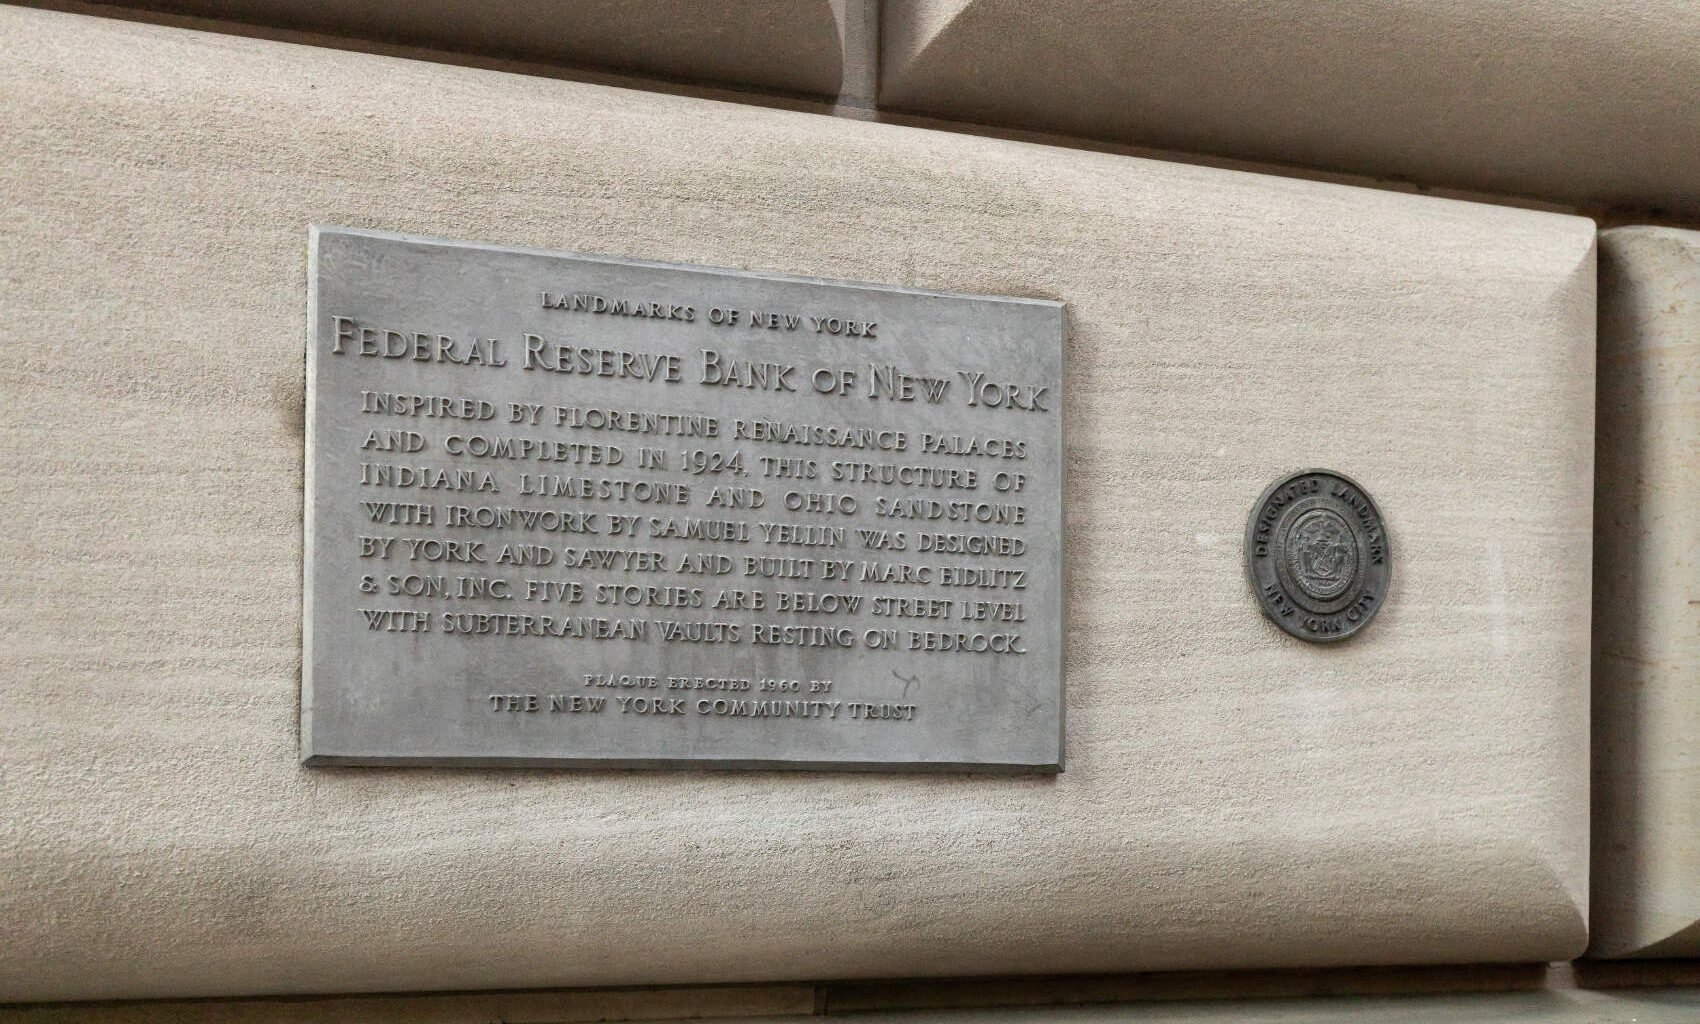 LANDMARKS OF NEW YORK
FEDERAL RESERVE BANK OF NEW YORK
INSPIRED BY FLORENTINE RENAISSANCE PALACES
AND COMPLETED IN 1924, THIS STRUCTURE OF
INDIANA LIMESTONE AND OHIO SANDSTONE
WITH IRONWORK BY SAMUEL YELLIN WAS DESIGNED
BY YORK AND SAWYER AND BUILT BY MARC EIDLITZ
& SON, INC. FIVE STORIES ARE BELOW STREET LEVEL
WITH SUBTERRANEAN VAULTS RESTING ON BEDROCK.
PLAQUE ERECTED 1960 BY
THE NEW YORK COMMUNITY TRUST
DESIGNATED LANDMARK
NEW YORK CITY